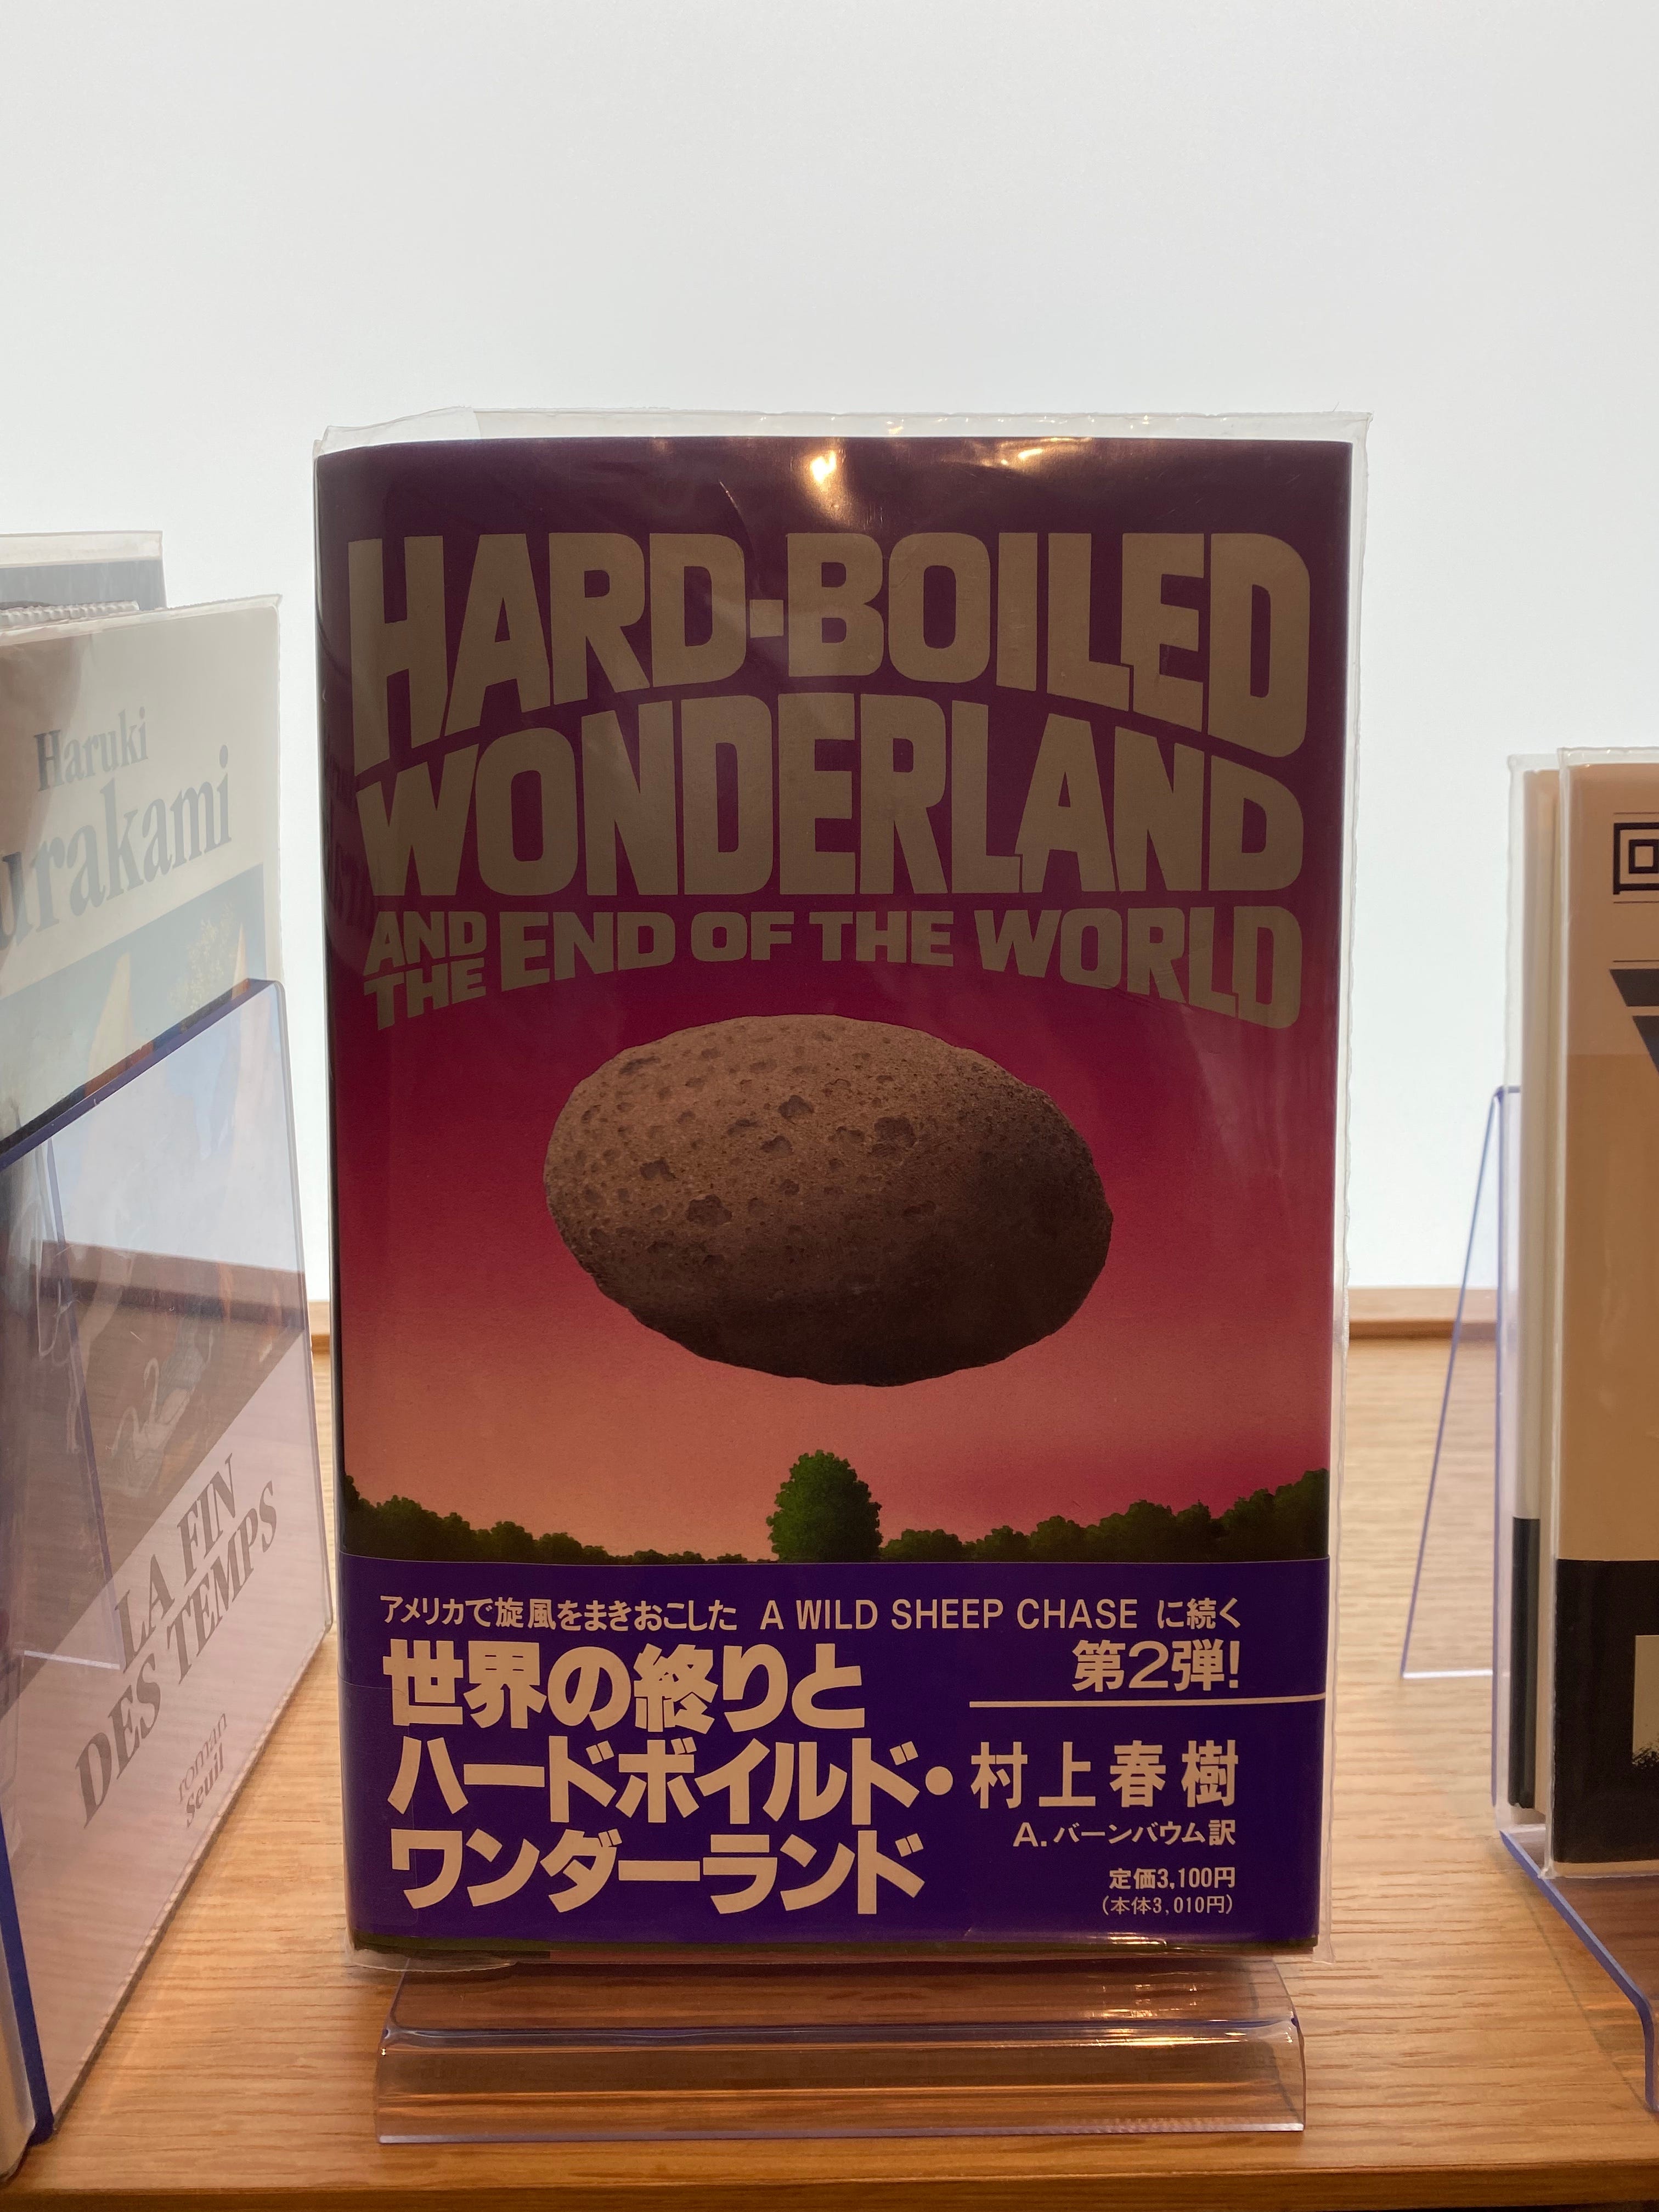 HARD-BOILED
WONDERLAND
AND THE END OF THE WORLD
アメリカで旋風をまきおこした A WILD SHEEP CHASE に続く
第2弾!
世界の終りと
ハードボイルド・
ワンダーランド
村上春樹
A.バーンバウム訳
定価3,100円
(本体3,010円)
Haruki
urakami
LA FIN
DES TEMPS
roman
Seuil